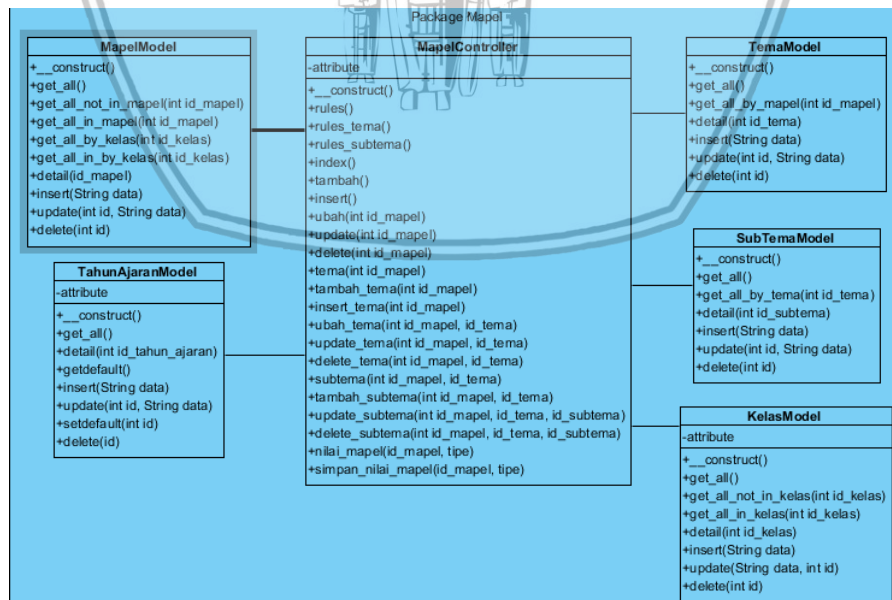 Package Mapel
MapelModel
+__construct()
+get_all()
+get_all_not_in_mapel(int id_mapel)
+get_all_in_mapel(int id_mapel)
+get_all_by_kelas(int id_kelas)
+get_all_in_by_kelas(int id_kelas)
+detail(id_mapel)
+insert(String data)
+update(int id, String data)
+delete(int id)
TahunAjaranModel
-attribute
+__construct()
+get_all()
+detail(int id_tahun_ajaran)
+getdefault()
+insert(String data)
+update(int id, String data)
+setdefault(int id)
+delete(id)
MapelController
-attribute
+__construct()
+rules()
+rules_tema()
+rules_subtema()
+index()
+tambah()
+insert()
+ubah(int id_mapel)
+update(int id_mapel)
+delete(int id_mapel)
+tema(int id_mapel)
+tambah_tema(int id_mapel)
+insert_tema(int id_mapel)
+ubah_tema(int id_mapel, id_tema)
+update_tema(int id_mapel, id_tema)
+delete_tema(int id_mapel, id_tema)
+subtema(int id_mapel, id_tema)
+tambah_subtema(int id_mapel, id_tema)
+update_subtema(int id_mapel, id_tema, id_subtema)
+delete_subtema(int id_mapel, id_tema, id_subtema)
+nilai_mapel(id_mapel, tipe)
+simpan_nilai_mapel(id_mapel, tipe)
TemaModel
+__construct()
+get_all()
+get_all_by_mapel(int id_mapel)
+detail(int id_tema)
+insert(String data)
+update(int id, String data)
+delete(int id)
SubTemaModel
+__construct()
+get_all()
+get_all_by_tema(int id_tema)
+detail(int id_subtema)
+insert(String data)
+update(int id, String data)
+delete(int id)
KelasModel
-attribute
+__construct()
+get_all()
+get_all_not_in_kelas(int id_kelas)
+get_all_in_kelas(int id_kelas)
+detail(int id_kelas)
+insert(String data)
+update(String data, int id)
+delete(int id)